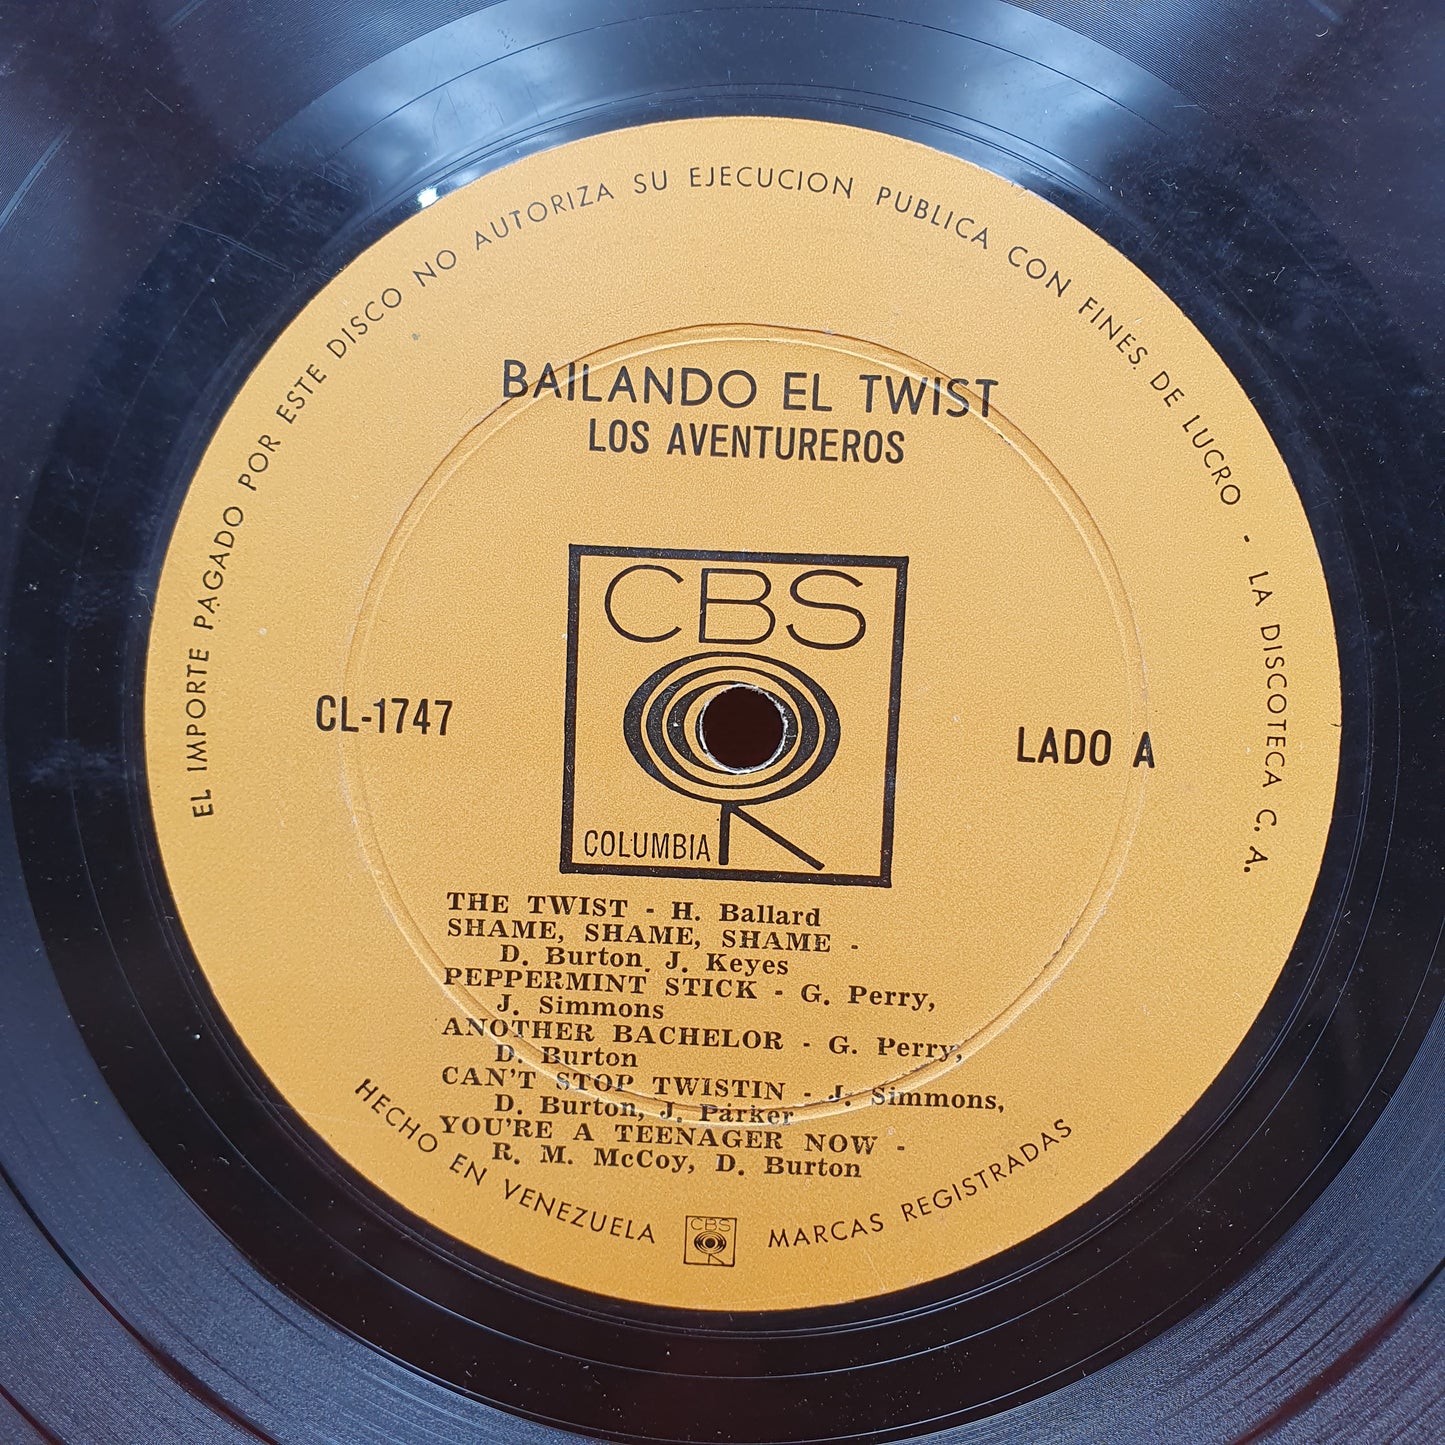 EL IMPORTE PAGADO POR ESTE DISCO NO AUTORIZA SU EJECUCION PUBLICA CON FINES. DE LUCRO - LA DISCOTECA C. A.
BAILANDO EL TWIST
LOS AVENTUREROS
CBS
CL-1747
LADO A
COLUMBIA
THE TWIST - H. Ballard
SHAME, SHAME, SHAME -
D. Burton. J. Keyes
PEPPERMINT STICK - G. Perry,
J. Simmons
ANOTHER BACHELOR - G. Perry,
D. Burton
CAN'T STOP TWISTIN - J. Simmons,
D. Burton, J. Parker
YOU'RE A TEENAGER NOW -
R. M. McCoy, D. Burton
HECHO EN VENEZUELA CBS MARCAS REGISTRADAS